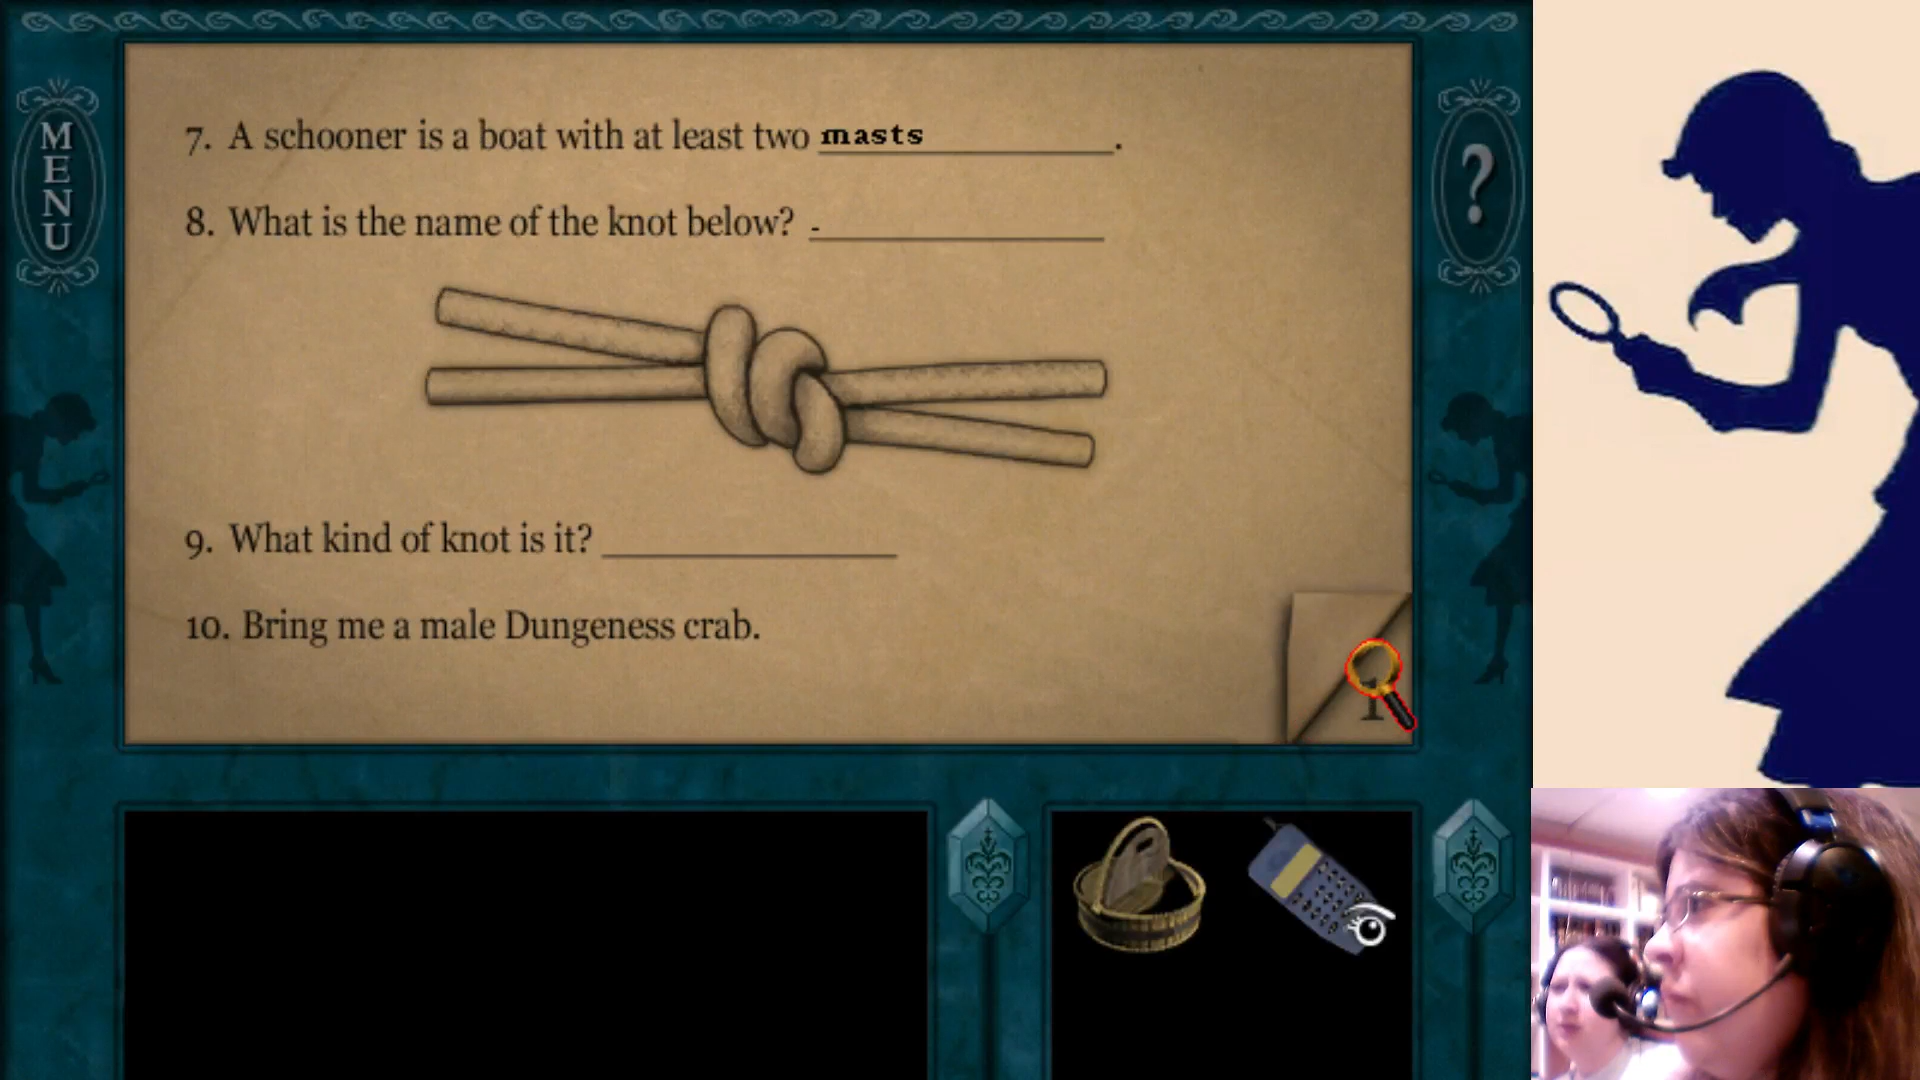 MENU
7. A schooner is a boat with at least two masts.
8. What is the name of the knot below? -
?
9. What kind of knot is it?
10. Bring me a male Dungeness crab.
1